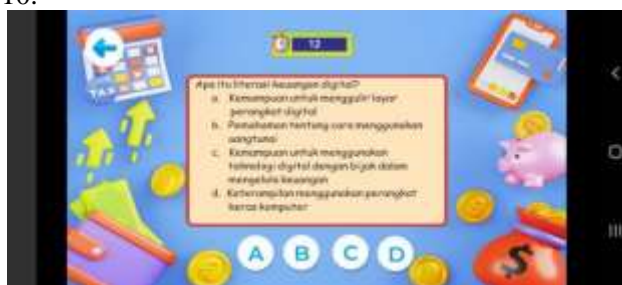 10.
12
TAX
Apa itu literasi keuangan digital?
a. Kemampuan untuk menggulir layar
perangkat digital
b. Pemahaman tentang cara menggunakan
uang tunai
c. Kemampuan untuk menggunakan
teknologi digital dengan bijak dalam
mengelola keuangan
d. Keterampilan menggunakan perangkat
keras komputer
A B C D
$